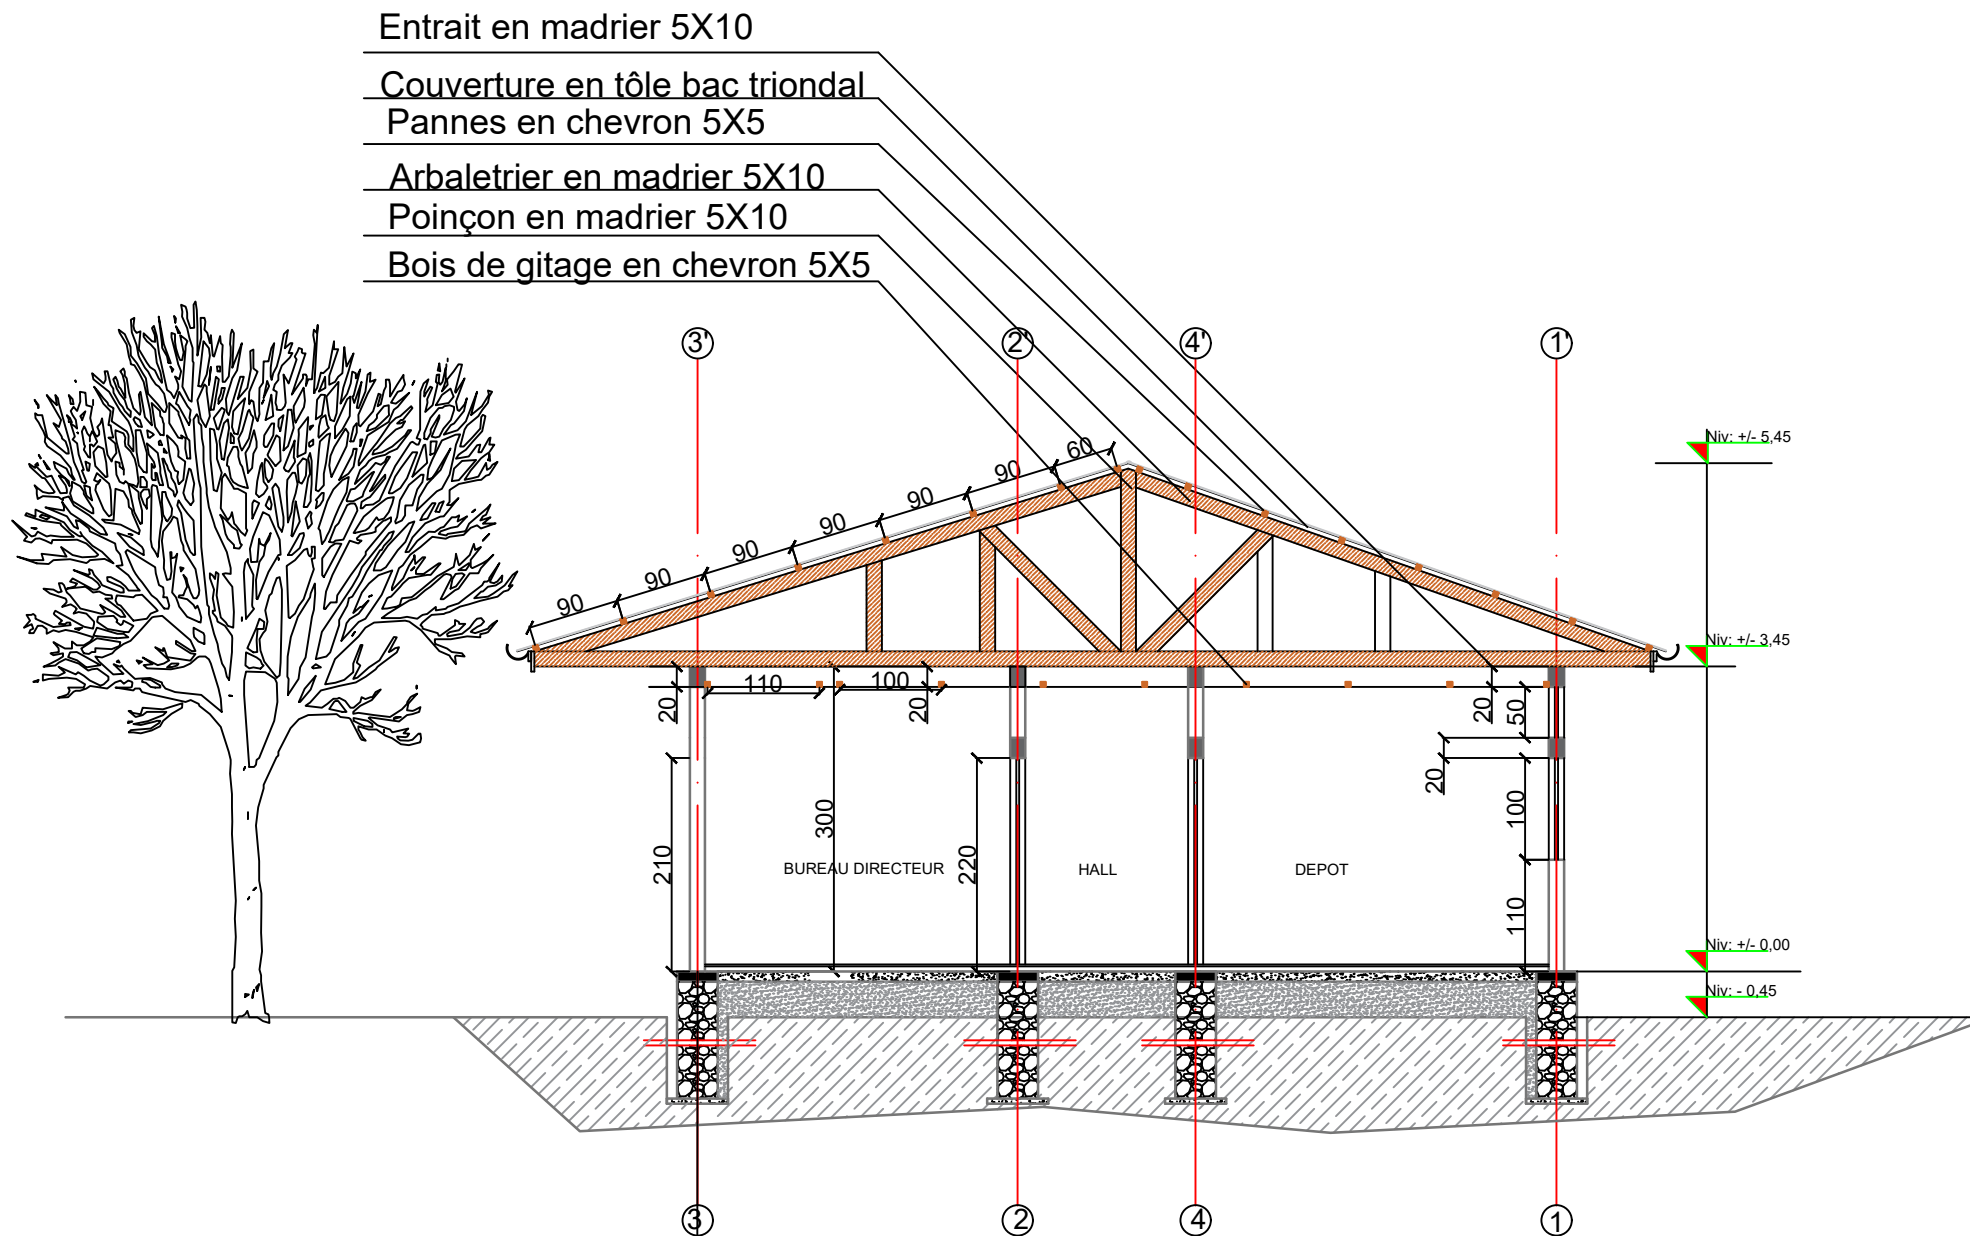 Entrait en madrier 5X10
Couverture en tôle bac triondal
Pannes en chevron 5X5
Arbaletrier en madrier 5X10
Poinçon en madrier 5X10
Bois de gitage en chevron 5X5
3' 2' 4' 1'
Niv: +/- 5,45
60
90
90
90
90
90
90
Niv: +/- 3,45
110 100
20 20 20 50
20
300 100
210 220
BUREAU DIRECTEUR HALL DEPOT
110
Niv: +/- 0,00
Niv: - 0,45
3 2 4 1